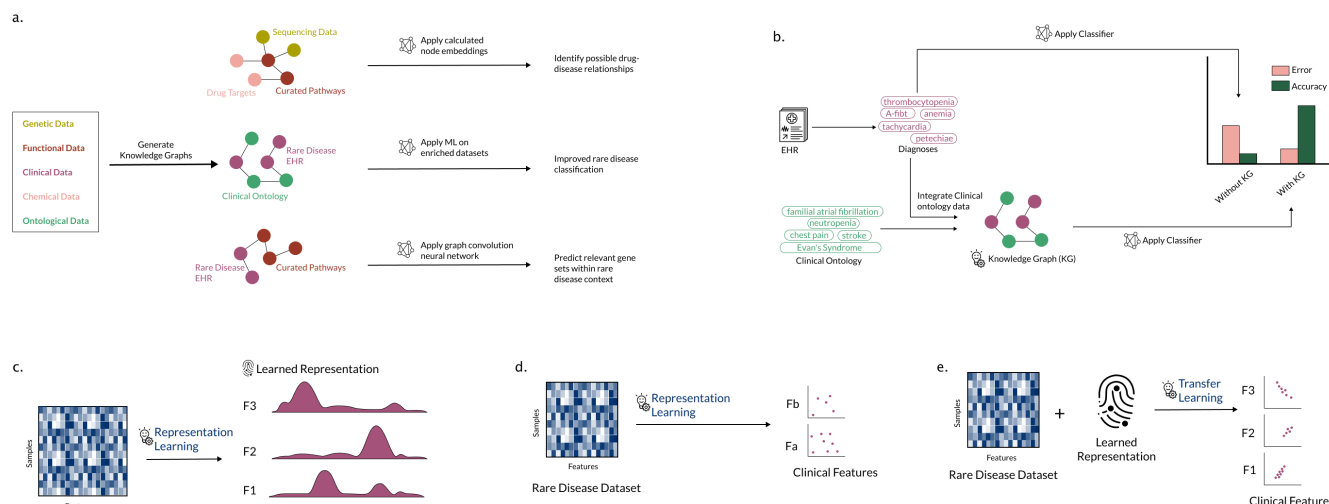 a.
Genetic Data
Functional Data
Clinical Data
Chemical Data
Ontological Data
Generate
Knowledge Graphs
Sequencing Data
Drug Targets
Curated Pathways
Apply calculated
node embeddings
Identify possible drug-
disease relationships
Rare Disease
EHR
Clinical Ontology
Apply ML on
enriched datasets
Improved rare disease
classification
Rare Disease
EHR
Curated Pathways
Apply graph convolution
neural network
Predict relevant gene
sets within rare
disease context
b.
Apply Classifier
EHR
thrombocytopenia
A-fibt
anemia
tachycardia
petechiae
Diagnoses
Integrate Clinical
ontology data
familial atrial fibrillation
neutropenia
chest pain
stroke
Evan's Syndrome
Clinical Ontology
Knowledge Graph (KG)
Apply Classifier
Error
Accuracy
Without KG
With KG
c.
Samples
Representation
Learning
Learned Representation
F3
F2
F1
d.
Samples
Features
Rare Disease Dataset
Representation
Learning
Fb
Fa
Clinical Features
e.
Samples
Features
Rare Disease Dataset
+
Learned
Representation
Transfer
Learning
F3
F2
F1
Clinical Feature